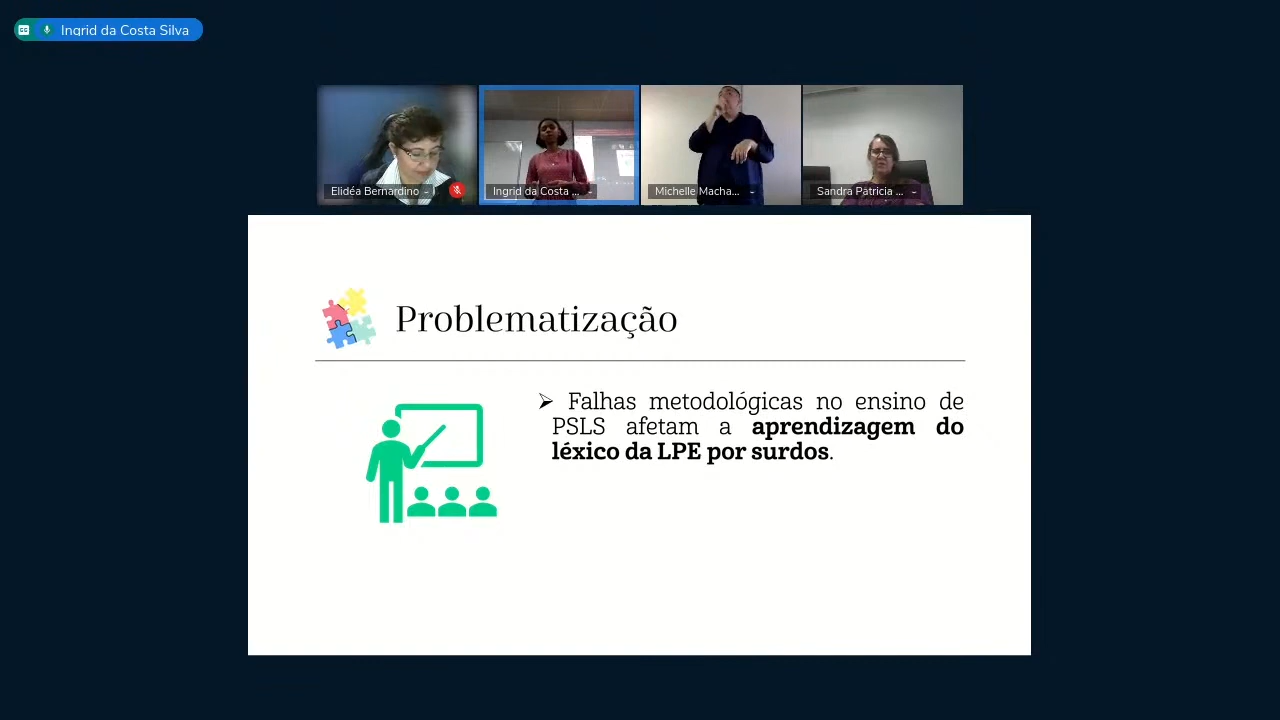 Ingrid da Costa Silva
Elidéa Bernardino
Ingrid da Costa ...
Michelle Macha...
Sandra Patricia ...
Problematização
➢ Falhas metodológicas no ensino de
PSLS afetam a aprendizagem do
léxico da LPE por surdos.